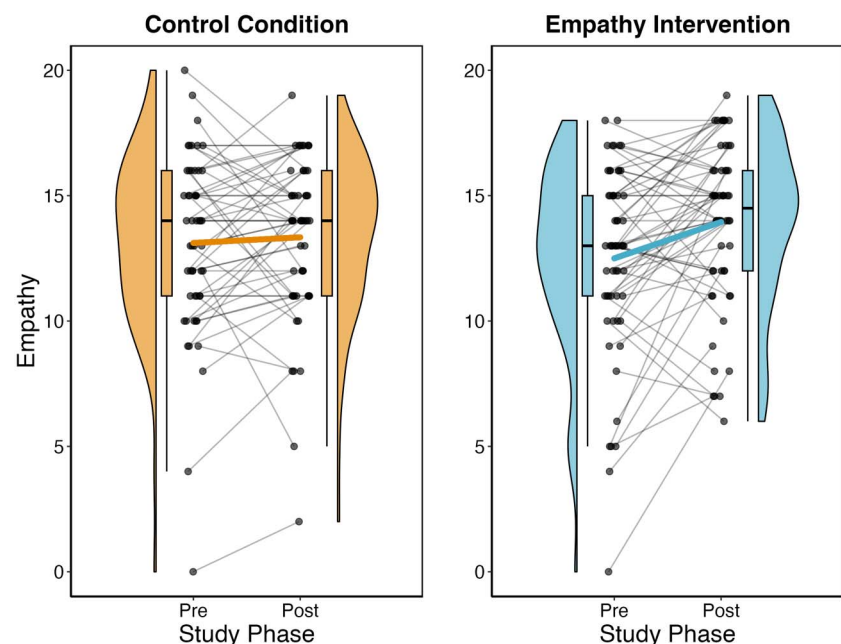 Control Condition
Empathy Intervention
20
15
10
5
0
Empathy
Pre
Post
Study Phase
20
15
10
5
0
Pre
Post
Study Phase